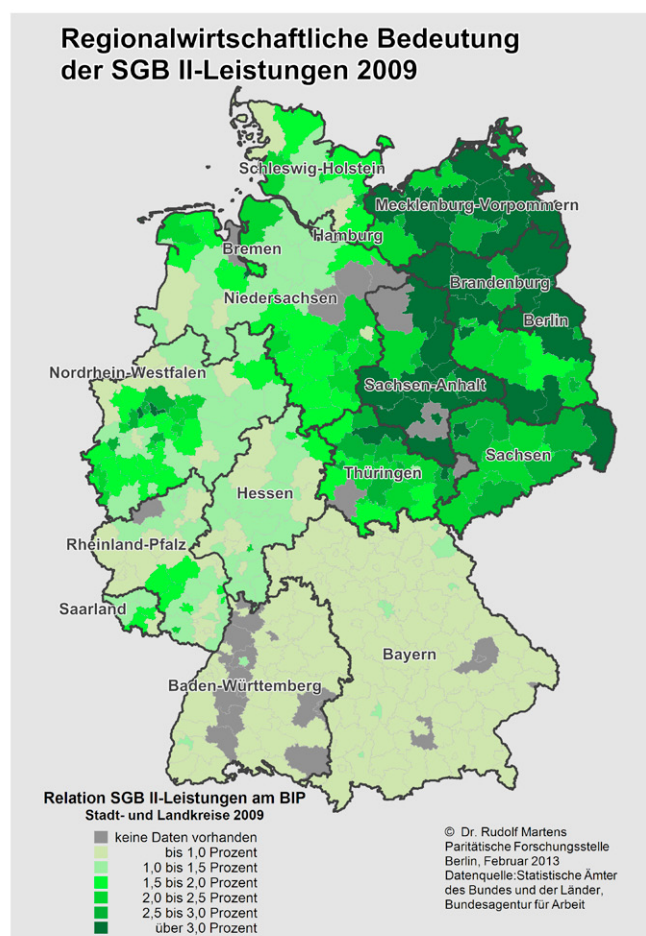 Regionalwirtschaftliche Bedeutung
der SGB II-Leistungen 2009
Schleswig-Holstein
Mecklenburg-Vorpommern
Hamburg
Bremen
Niedersachsen
Brandenburg
Berlin
Nordrhein-Westfalen
Sachsen-Anhalt
Sachsen
Thüringen
Hessen
Rheinland-Pfalz
Saarland
Bayern
Baden-Württemberg
Relation SGB II-Leistungen am BIP
Stadt- und Landkreise 2009
keine Daten vorhanden
bis 1,0 Prozent
1,0 bis 1,5 Prozent
1,5 bis 2,0 Prozent
2,0 bis 2,5 Prozent
2,5 bis 3,0 Prozent
über 3,0 Prozent
© Dr. Rudolf Martens
Paritätische Forschungsstelle
Berlin, Februar 2013
Datenquelle:Statistische Ämter
des Bundes und der Länder,
Bundesagentur für Arbeit